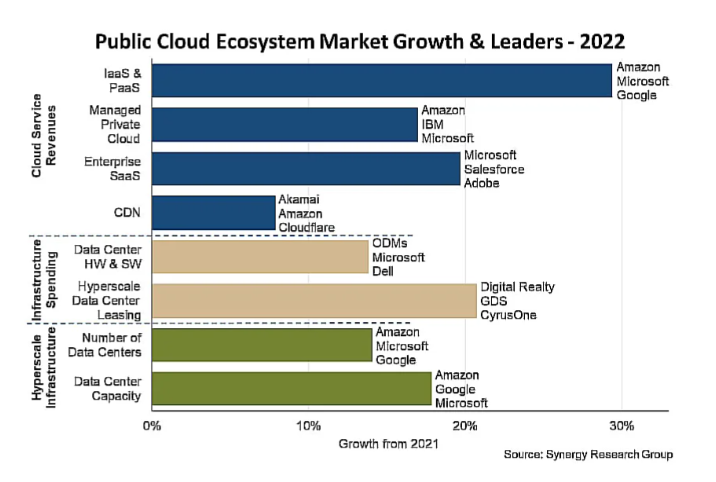 Public Cloud Ecosystem Market Growth & Leaders - 2022
Cloud Service
Revenues
IaaS &
PaaS
Amazon
Microsoft
Google
Managed
Private
Cloud
Amazon
IBM
Microsoft
Enterprise
SaaS
Microsoft
Salesforce
Adobe
CDN
Akamai
Amazon
Cloudflare
Infrastructure
Spending
Data Center
HW & SW
ODMs
Microsoft
Dell
Hyperscale
Data Center
Leasing
Digital Realty
GDS
CyrusOne
Hyperscale
Infrastructure
Number of
Data Centers
Amazon
Microsoft
Google
Data Center
Capacity
Amazon
Google
Microsoft
0% 10% 20% 30%
Growth from 2021
Source: Synergy Research Group